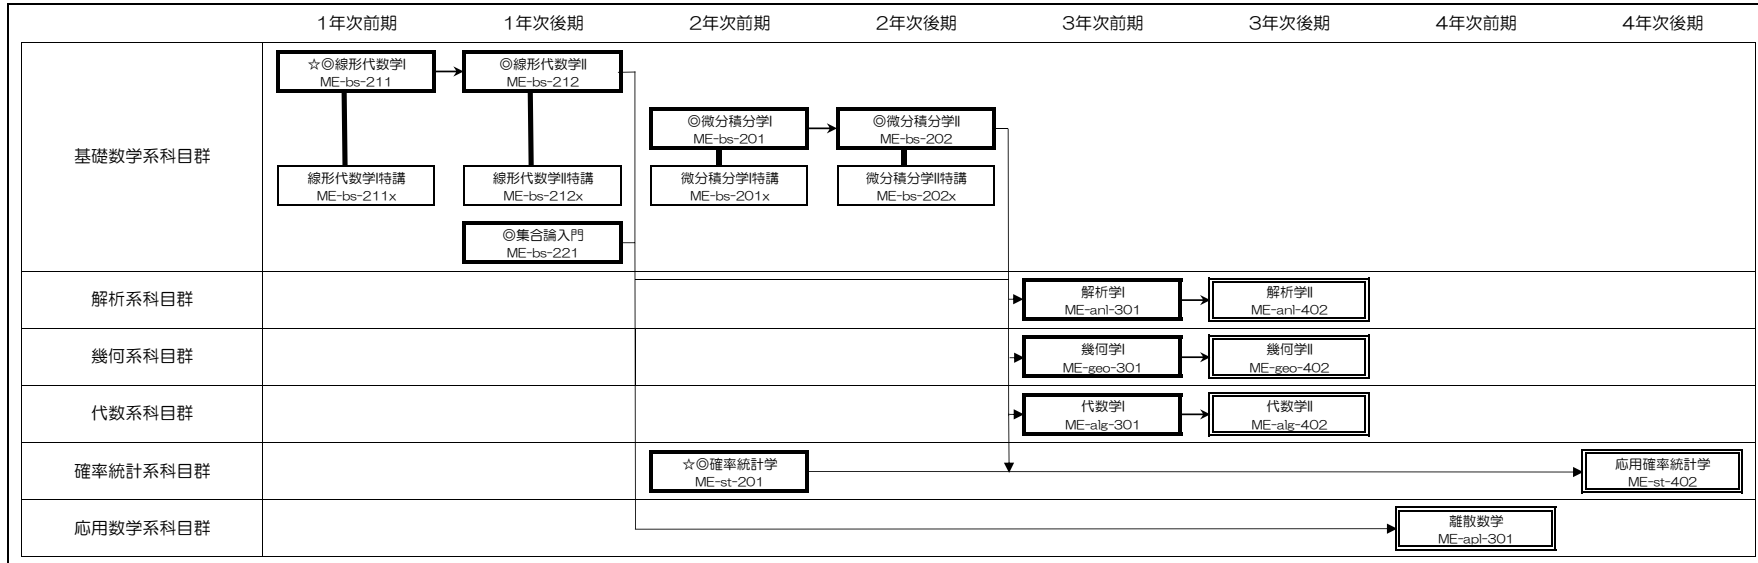 1年次前期
1年次後期
2年次前期
2年次後期
3年次前期
3年次後期
4年次前期
4年次後期
基礎数学系科目群
☆◎線形代数学I
ME-bs-211
◎線形代数学II
ME-bs-212
◎微分積分学I
ME-bs-201
◎微分積分学II
ME-bs-202
線形代数学I特講
ME-bs-211x
線形代数学II特講
ME-bs-212x
微分積分学I特講
ME-bs-201x
微分積分学II特講
ME-bs-202x
◎集合論入門
ME-bs-221
解析系科目群
解析学I
ME-anl-301
解析学II
ME-anl-402
幾何系科目群
幾何学I
ME-geo-301
幾何学II
ME-geo-402
代数系科目群
代数学I
ME-alg-301
代数学II
ME-alg-402
確率統計系科目群
☆◎確率統計学
ME-st-201
応用確率統計学
ME-st-402
応用数学系科目群
離散数学
ME-apl-301